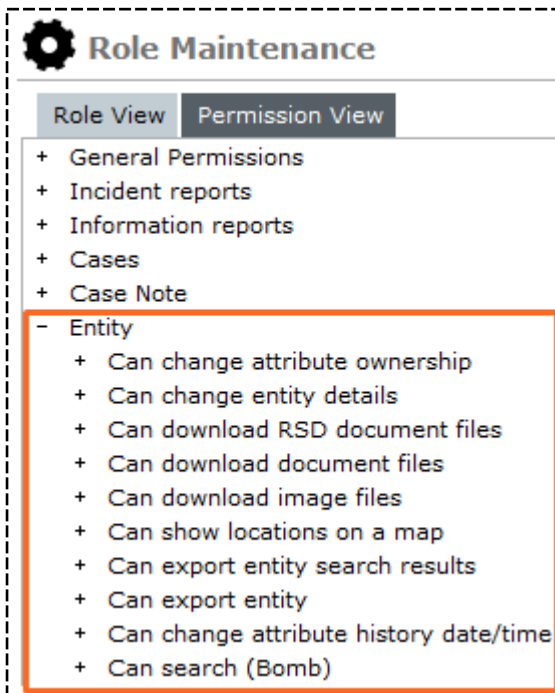 Role Maintenance
Role View Permission View
+ General Permissions
+ Incident reports
+ Information reports
+ Cases
+ Case Note
- Entity
+ Can change attribute ownership
+ Can change entity details
+ Can download RSD document files
+ Can download document files
+ Can download image files
+ Can show locations on a map
+ Can export entity search results
+ Can export entity
+ Can change attribute history date/time
+ Can search (Bomb)